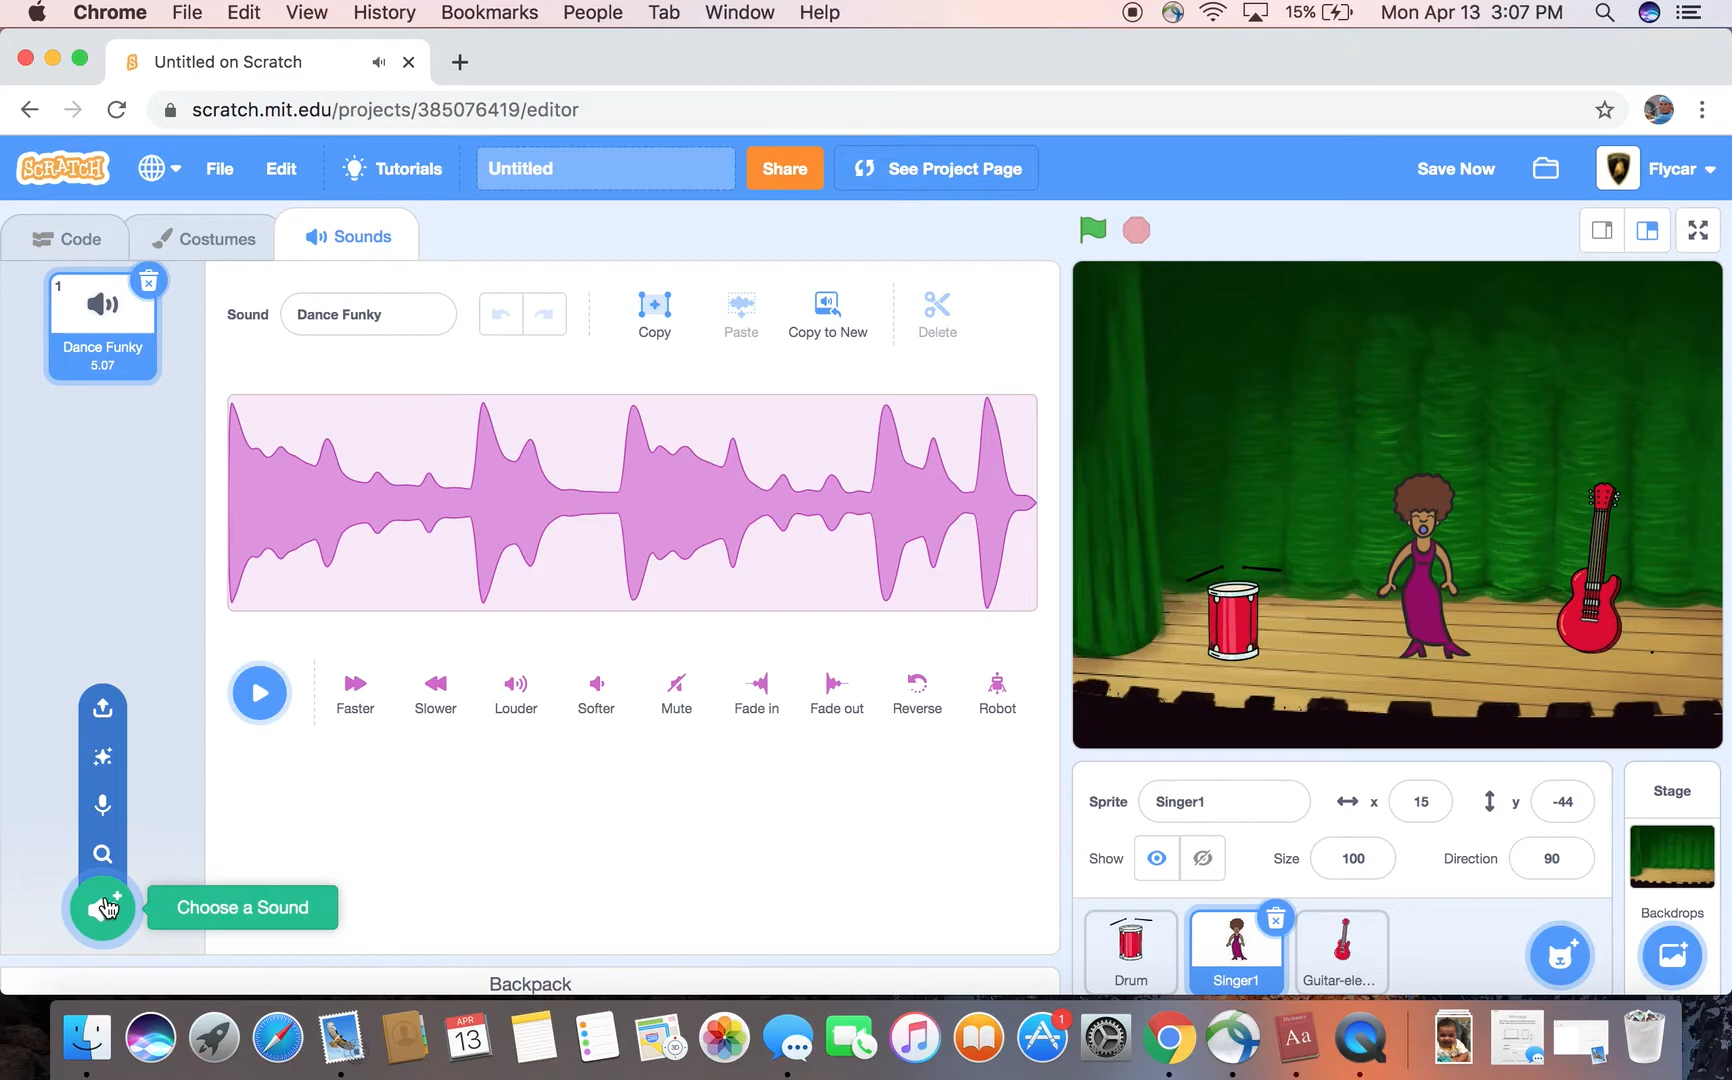 Chrome File Edit View History Bookmarks People Tab Window Help 15% Mon Apr 13 3:07 PM
Untitled on Scratch
scratch.mit.edu/projects/385076419/editor
SCRATCH File Edit Tutorials Untitled Share See Project Page Save Now Flycar
Code Costumes Sounds
1
Dance Funky
5.07
Sound Dance Funky Copy Paste Copy to New Delete
Faster Slower Louder Softer Mute Fade in Fade out Reverse Robot
Choose a Sound
Sprite Singer1 x 15 y -44
Show Size 100 Direction 90
Drum Singer1 Guitar-ele...
Stage
Backdrops
Backpack
APR
13
1
Aa